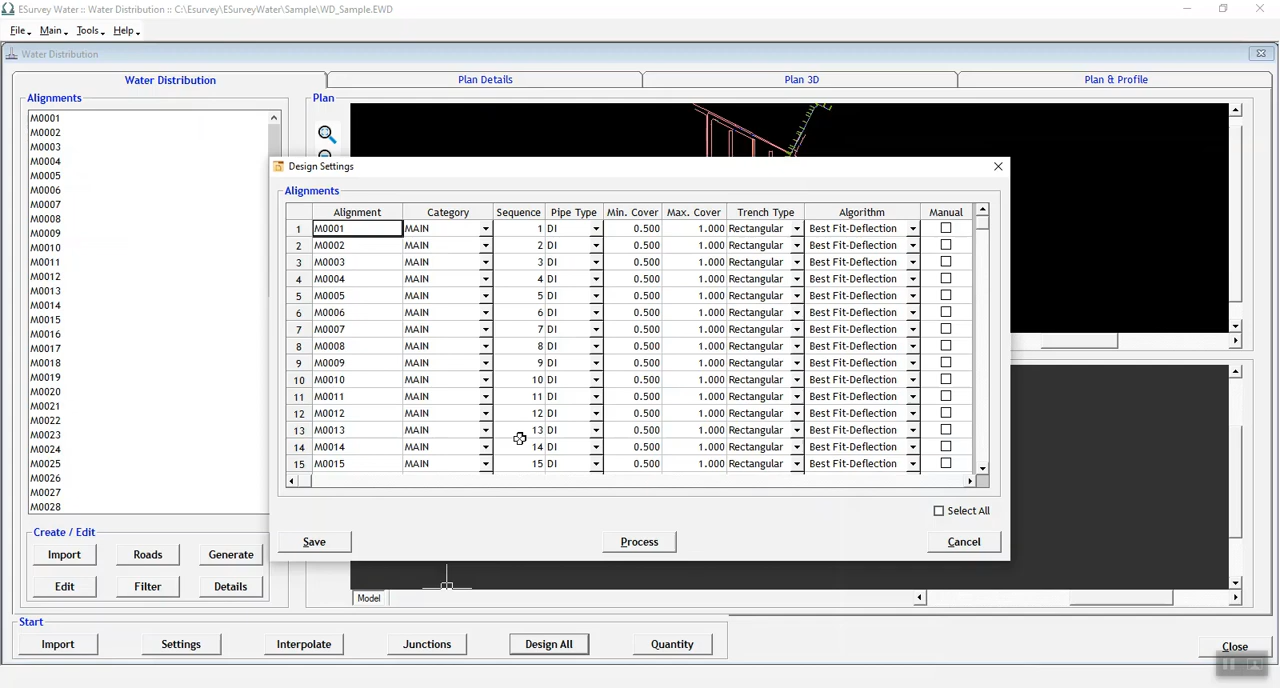 ESurvey Water :: Water Distribution :: C:\Esurvey\ESurveyWater\Sample\WD_Sample.EWD
File Main Tools Help
Water Distribution
Water Distribution Plan Details Plan 3D Plan & Profile
Alignments Plan
M0001
M0002
M0003
M0004
M0005
M0006
M0007
M0008
M0009
M0010
M0011
M0012
M0013
M0014
M0015
M0016
M0017
M0018
M0019
M0020
M0021
M0022
M0023
M0024
M0025
M0026
M0027
M0028
Design Settings
Alignments
Alignment Category Sequence Pipe Type Min. Cover Max. Cover Trench Type Algorithm Manual
1 M0001 MAIN 1 DI 0.500 1.000 Rectangular Best Fit-Deflection
2 M0002 MAIN 2 DI 0.500 1.000 Rectangular Best Fit-Deflection
3 M0003 MAIN 3 DI 0.500 1.000 Rectangular Best Fit-Deflection
4 M0004 MAIN 4 DI 0.500 1.000 Rectangular Best Fit-Deflection
5 M0005 MAIN 5 DI 0.500 1.000 Rectangular Best Fit-Deflection
6 M0006 MAIN 6 DI 0.500 1.000 Rectangular Best Fit-Deflection
7 M0007 MAIN 7 DI 0.500 1.000 Rectangular Best Fit-Deflection
8 M0008 MAIN 8 DI 0.500 1.000 Rectangular Best Fit-Deflection
9 M0009 MAIN 9 DI 0.500 1.000 Rectangular Best Fit-Deflection
10 M0010 MAIN 10 DI 0.500 1.000 Rectangular Best Fit-Deflection
11 M0011 MAIN 11 DI 0.500 1.000 Rectangular Best Fit-Deflection
12 M0012 MAIN 12 DI 0.500 1.000 Rectangular Best Fit-Deflection
13 M0013 MAIN 13 DI 0.500 1.000 Rectangular Best Fit-Deflection
14 M0014 MAIN 14 DI 0.500 1.000 Rectangular Best Fit-Deflection
15 M0015 MAIN 15 DI 0.500 1.000 Rectangular Best Fit-Deflection
Select All
Save Process Cancel
Create / Edit
Import Roads Generate
Edit Filter Details
Model
Start
Import Settings Interpolate Junctions Design All Quantity Close